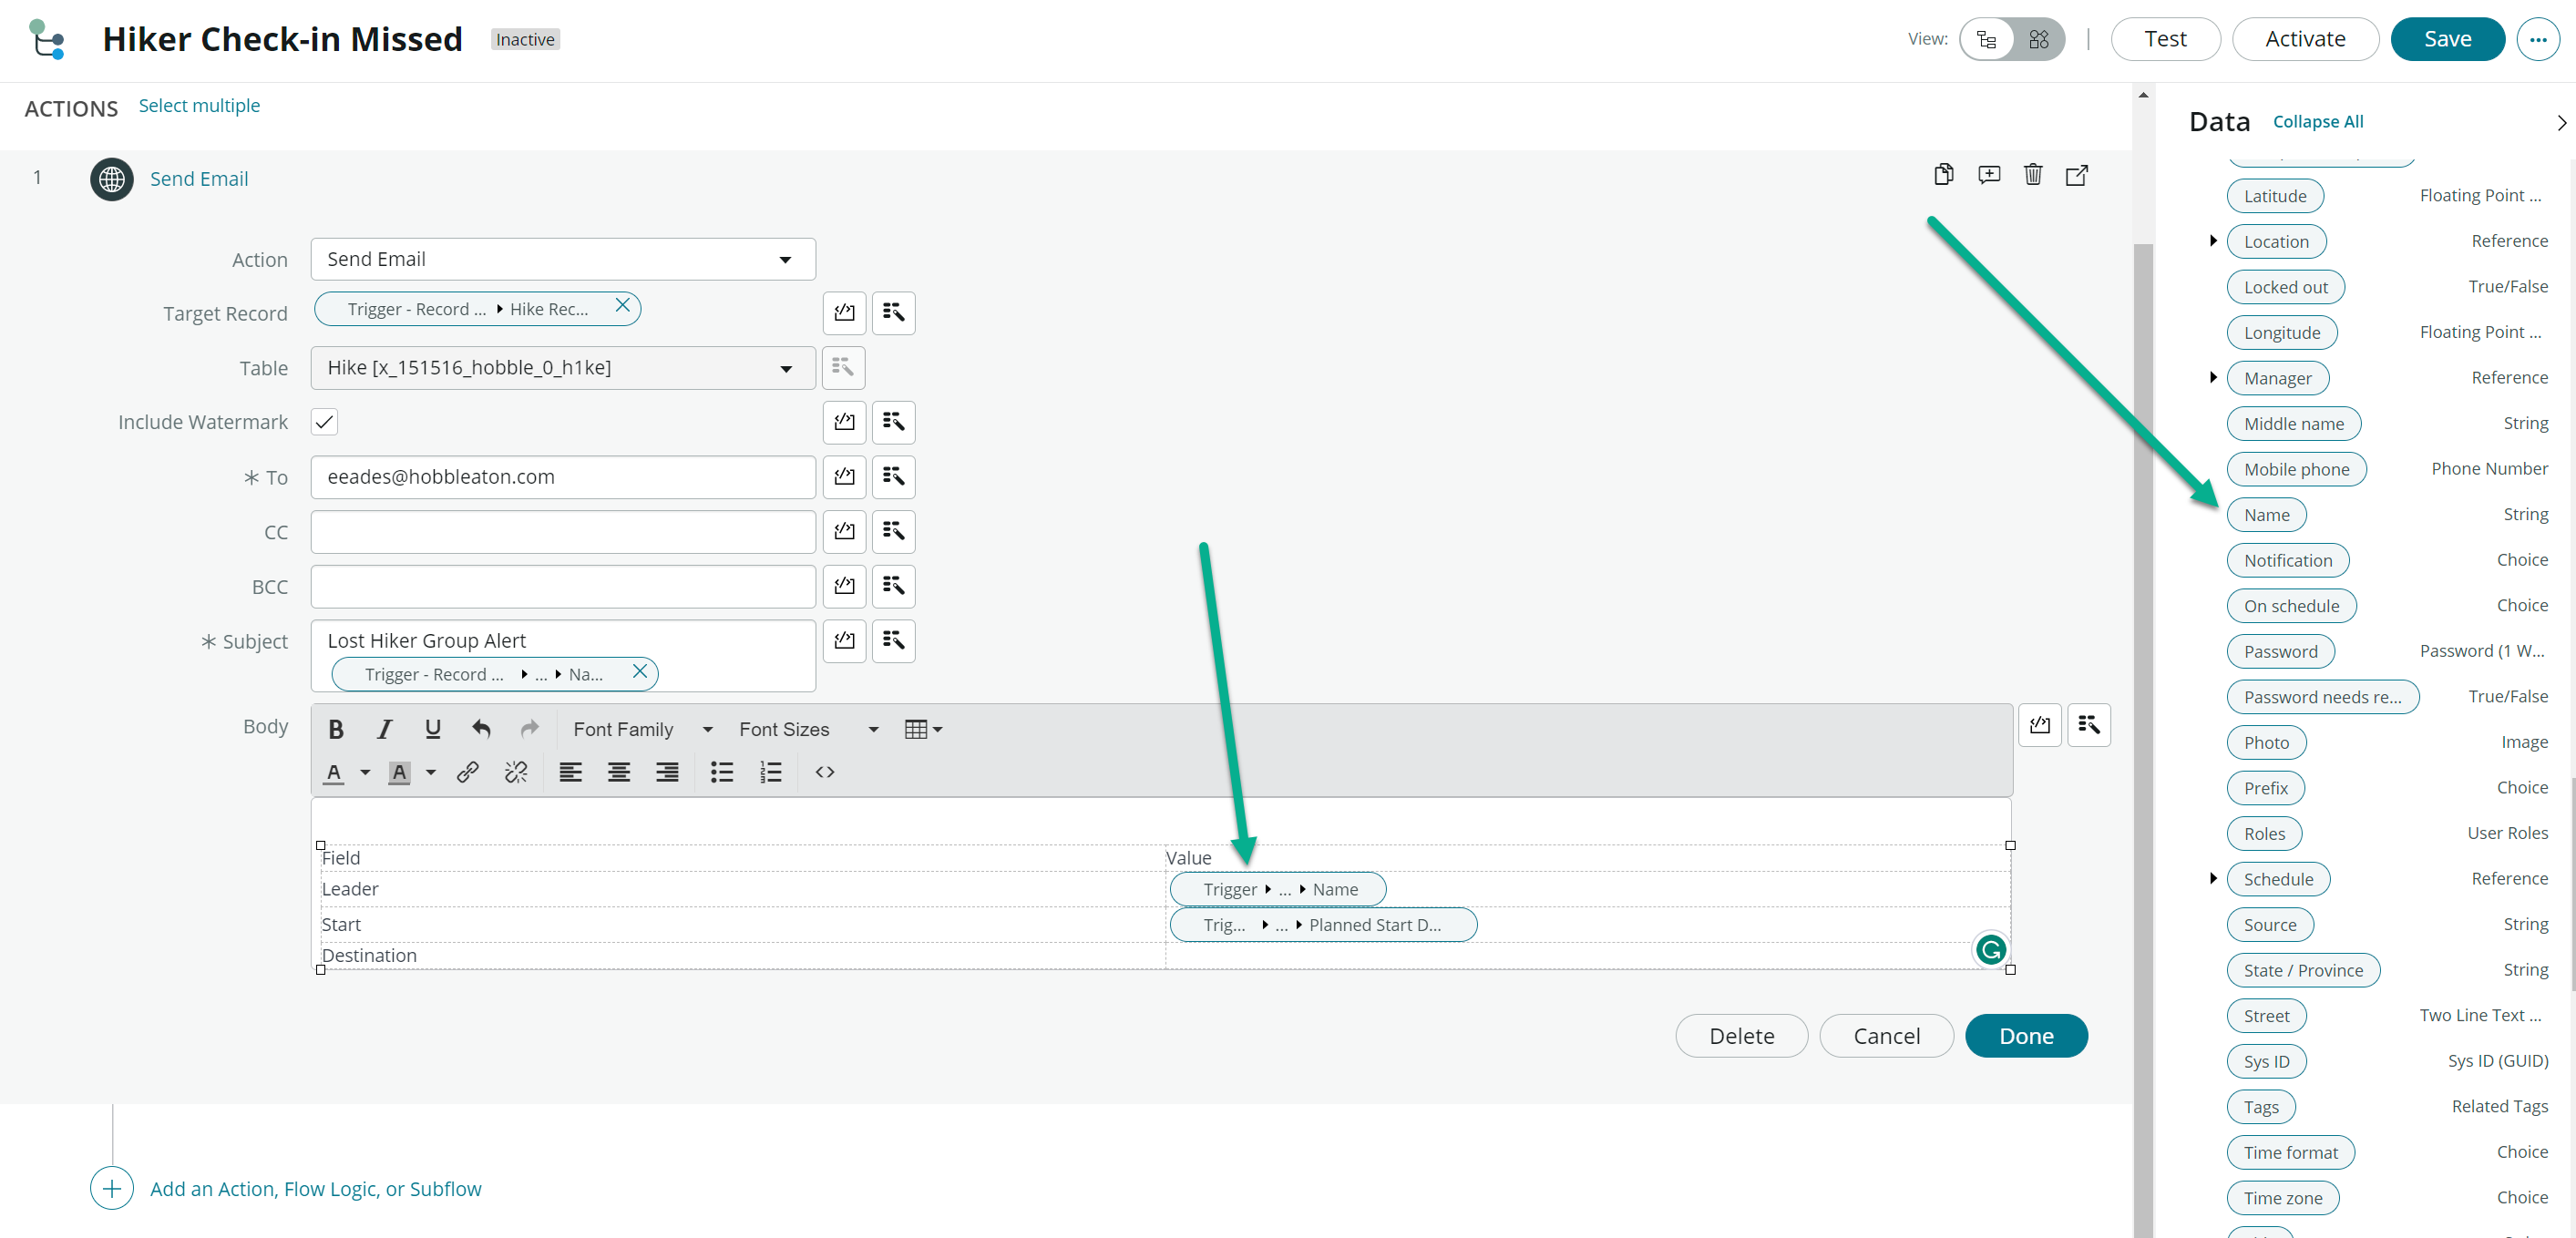 Hiker Check-in Missed Inactive View: Test Activate Save
ACTIONS Select multiple
1 Send Email
Action Send Email
Target Record Trigger - Record ... Hike Rec...
Table Hike [x_151516_hobble_0_h1ke]
Include Watermark
* To eeades@hobbleaton.com
CC
BCC
* Subject Lost Hiker Group Alert
Trigger - Record ... ... Na...
Body B I U Font Family Font Sizes
A A
Field Value
Leader Trigger ... Name
Start Trig... ... Planned Start D...
Destination
Delete Cancel Done
Add an Action, Flow Logic, or Subflow
Data Collapse All
Latitude Floating Point ...
Location Reference
Locked out True/False
Longitude Floating Point ...
Manager Reference
Middle name String
Mobile phone Phone Number
Name String
Notification Choice
On schedule Choice
Password Password (1 W...
Password needs re... True/False
Photo Image
Prefix Choice
Roles User Roles
Schedule Reference
Source String
State / Province String
Street Two Line Text ...
Sys ID Sys ID (GUID)
Tags Related Tags
Time format Choice
Time zone Choice